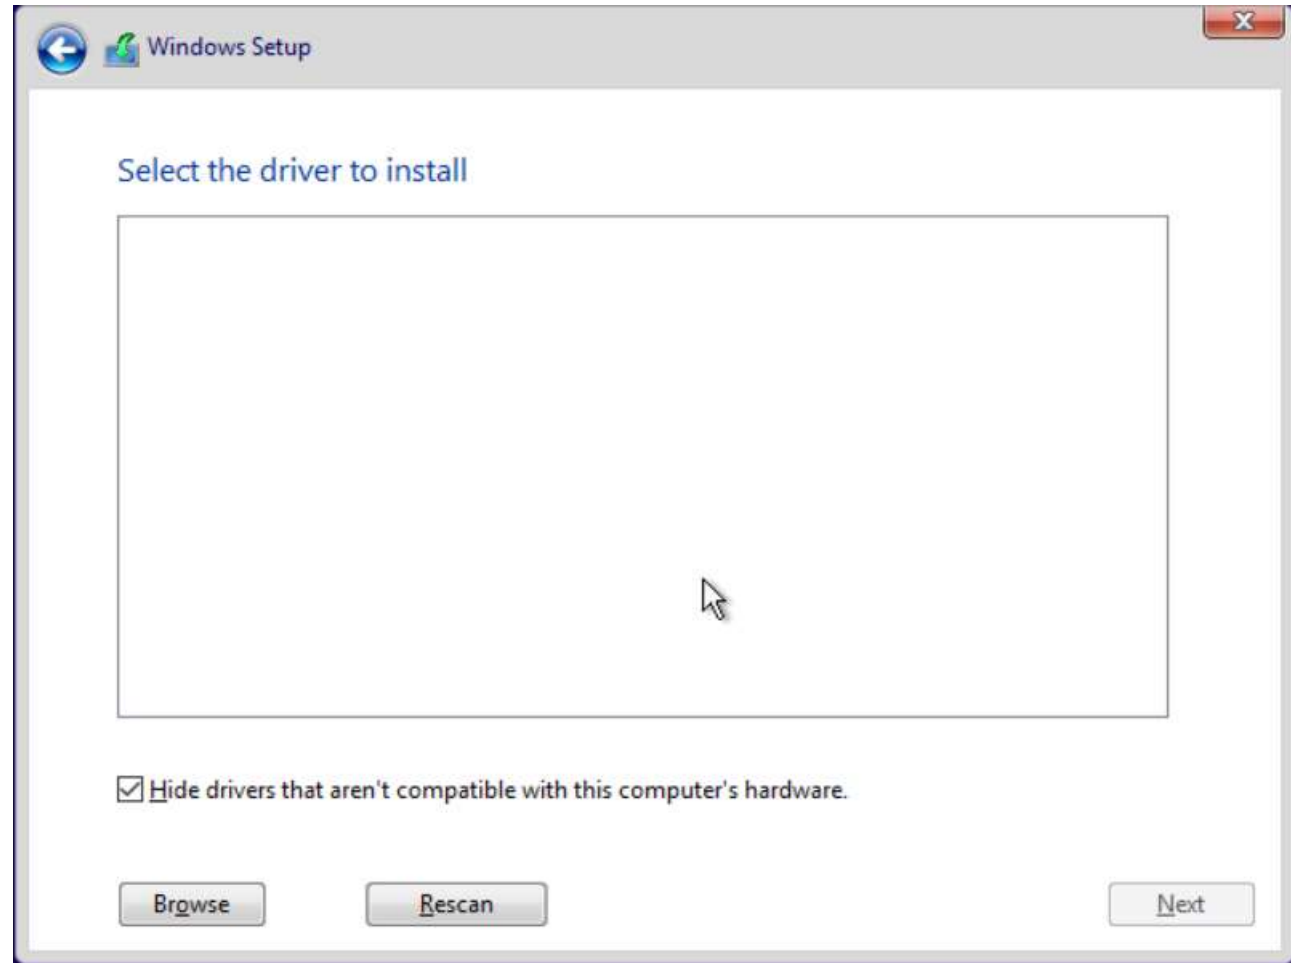 Windows Setup
Select the driver to install
Hide drivers that aren't compatible with this computer's hardware.
Browse
Rescan
Next